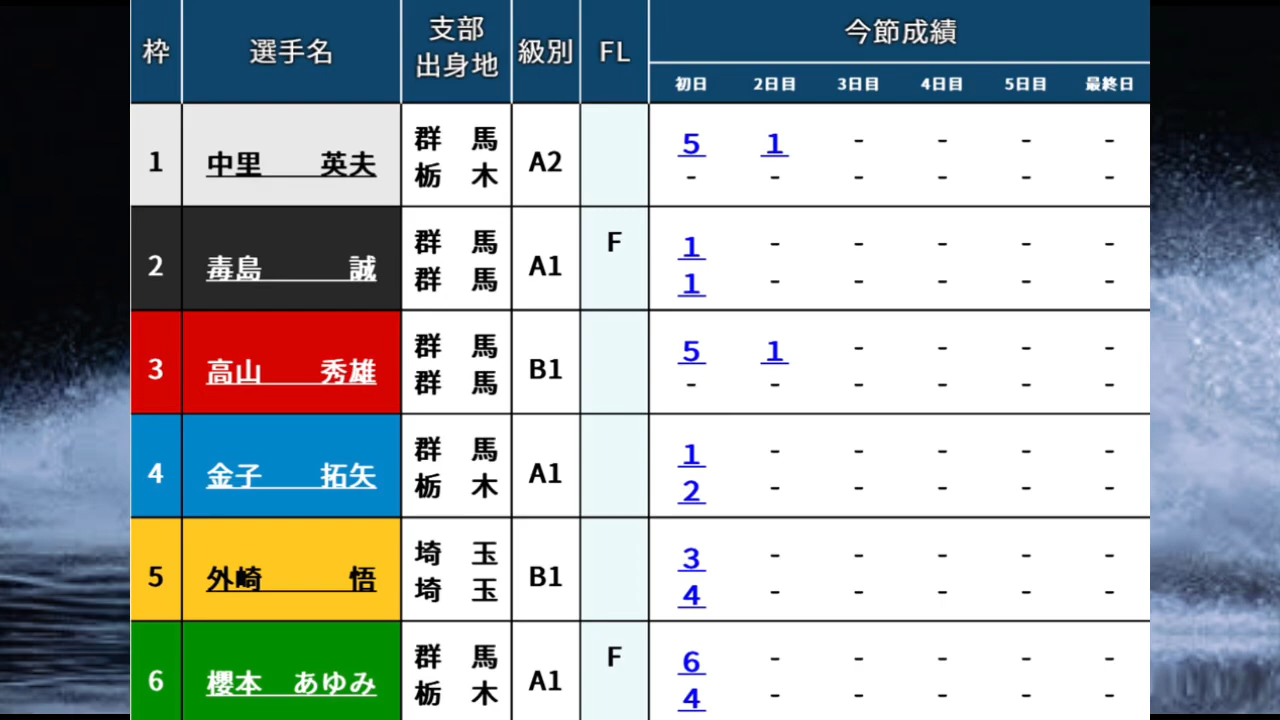 枠 選手名 支部 出身地 級別 FL 今節成績
初日 2日目 3日目 4日目 5日目 最終日
1 中里 英夫 群馬 栃木 A2 5 1 - - - -
- - - - - -
2 毒島 誠 群馬 群馬 A1 F 1 - - - - -
1 - - - - -
3 高山 秀雄 群馬 群馬 B1 5 1 - - - -
- - - - - -
4 金子 拓矢 群馬 栃木 A1 1 - - - - -
2 - - - - -
5 外崎 悟 埼玉 埼玉 B1 3 - - - - -
4 - - - - -
6 櫻本 あゆみ 群馬 栃木 A1 F 6 - - - - -
4 - - - - -